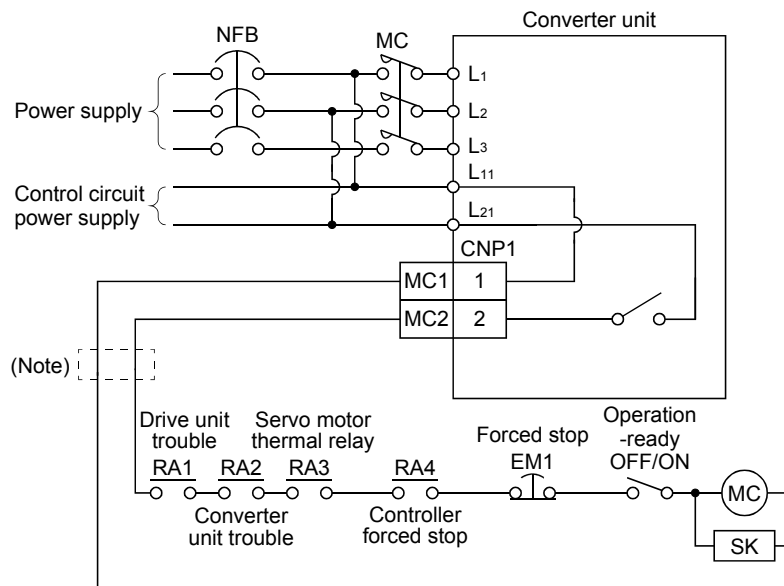 Converter unit
NFB
MC
L1
Power supply
L2
L3
L11
Control circuit
power supply
L21
CNP1
MC1
1
MC2
2
(Note)
Drive unit
trouble
Servo motor
thermal relay
Forced stop
Operation
-ready
OFF/ON
RA1
RA2
RA3
RA4
EM1
MC
Converter
unit trouble
Controller
forced stop
SK